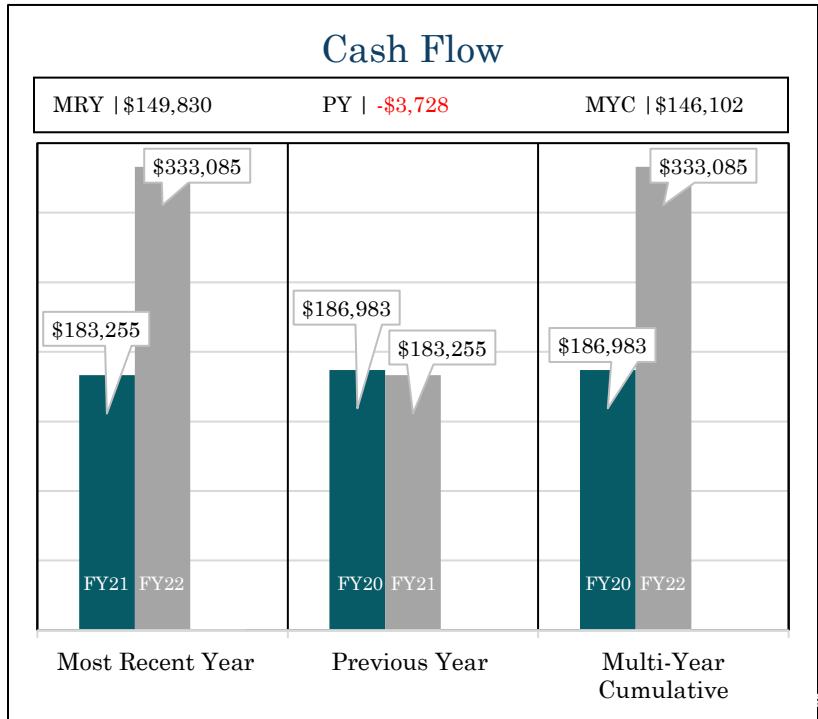 Cash Flow
MRY |$149,830 PY | -$3,728 MYC |$146,102
$333,085 $333,085
$186,983
$183,255 $183,255 $186,983
FY21 FY22 FY20 FY21 FY20 FY22
Most Recent Year Previous Year Multi-Year
Cumulative